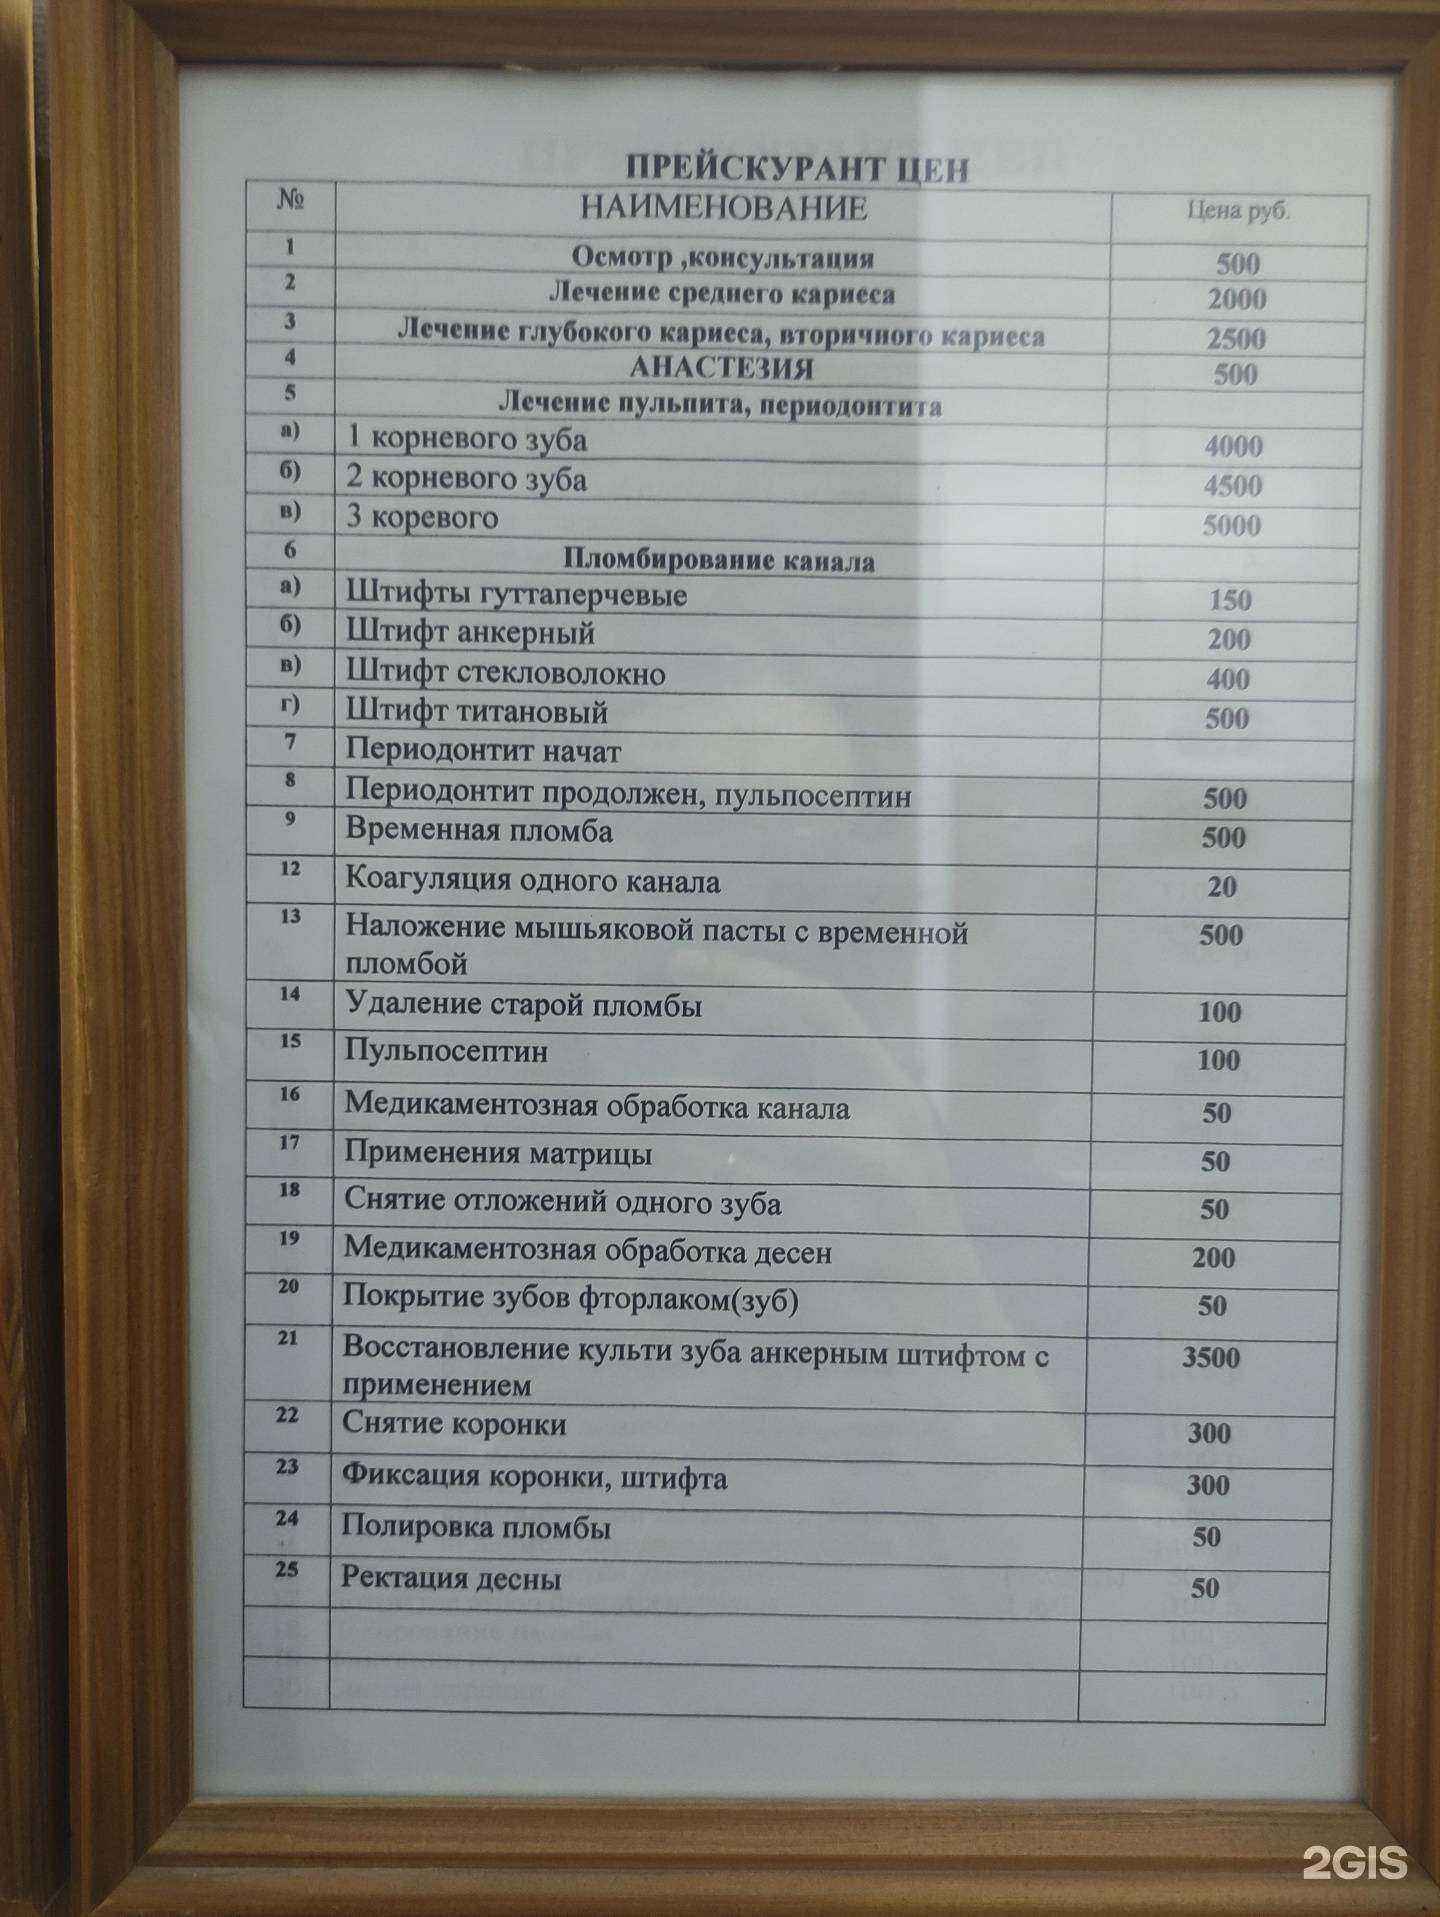 ПРЕЙСКУРАНТ ЦЕН
№ НАИМЕНОВАНИЕ Цена руб.
1 Осмотр ,консультация 500
2 Лечение среднего кариеса 2000
3 Лечение глубокого кариеса, вторичного кариеса 2500
4 АНАСТЕЗИЯ 500
5 Лечение пульпита, периодонтита
а) 1 корневого зуба 4000
б) 2 корневого зуба 4500
в) 3 коревого 5000
6 Пломбирование канала
а) Штифты гуттаперчевые 150
б) Штифт анкерный 200
в) Штифт стекловолокно 400
г) Штифт титановый 500
7 Периодонтит начат
8 Периодонтит продолжен, пульпосептин 500
9 Временная пломба 500
12 Коагуляция одного канала 20
13 Наложение мышьяковой пасты с временной 500
пломбой
14 Удаление старой пломбы 100
15 Пульпосептин 100
16 Медикаментозная обработка канала 50
17 Применения матрицы 50
18 Снятие отложений одного зуба 50
19 Медикаментозная обработка десен 200
20 Покрытие зубов фторлаком(зуб) 50
21 Восстановление культи зуба анкерным штифтом с 3500
применением
22 Снятие коронки 300
23 Фиксация коронки, штифта 300
24 Полировка пломбы 50
25 Ректация десны 50
2GIS